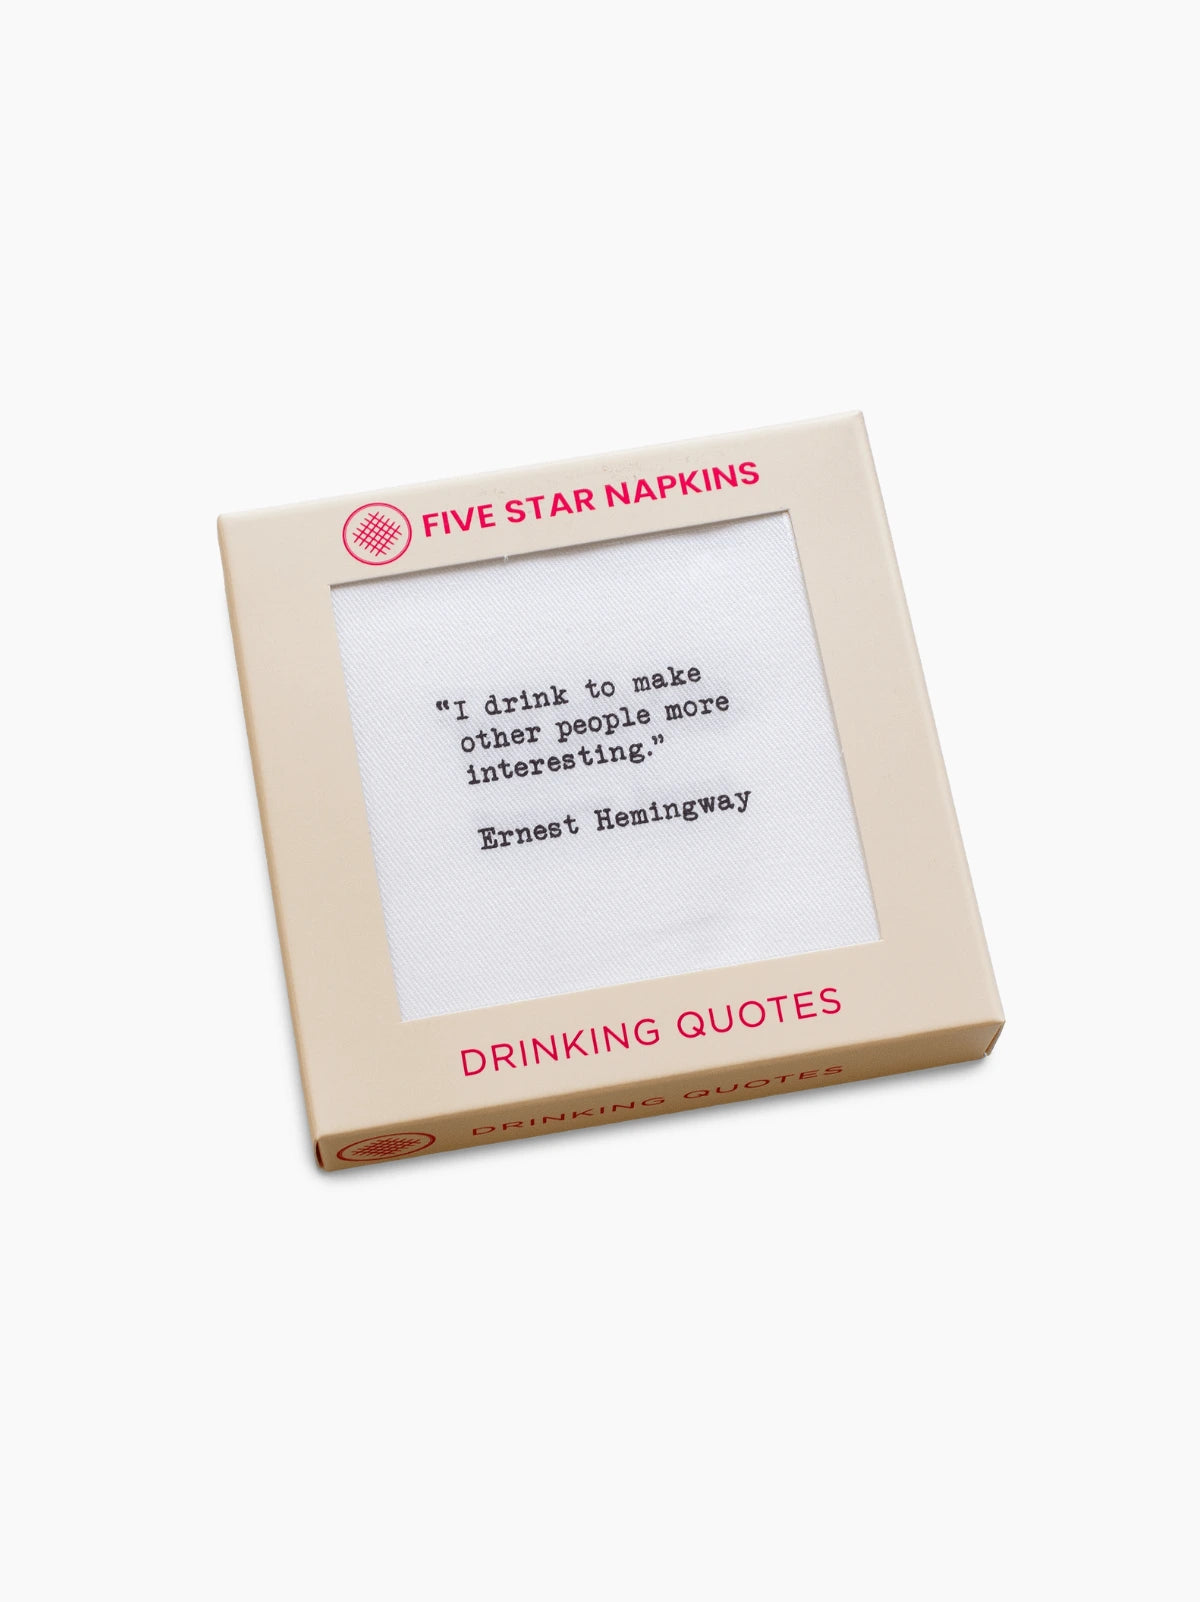 FIVE STAR NAPKINS
“I drink to make
other people more
interesting.”
Ernest Hemingway
DRINKING QUOTES
DRINKING QUOTES